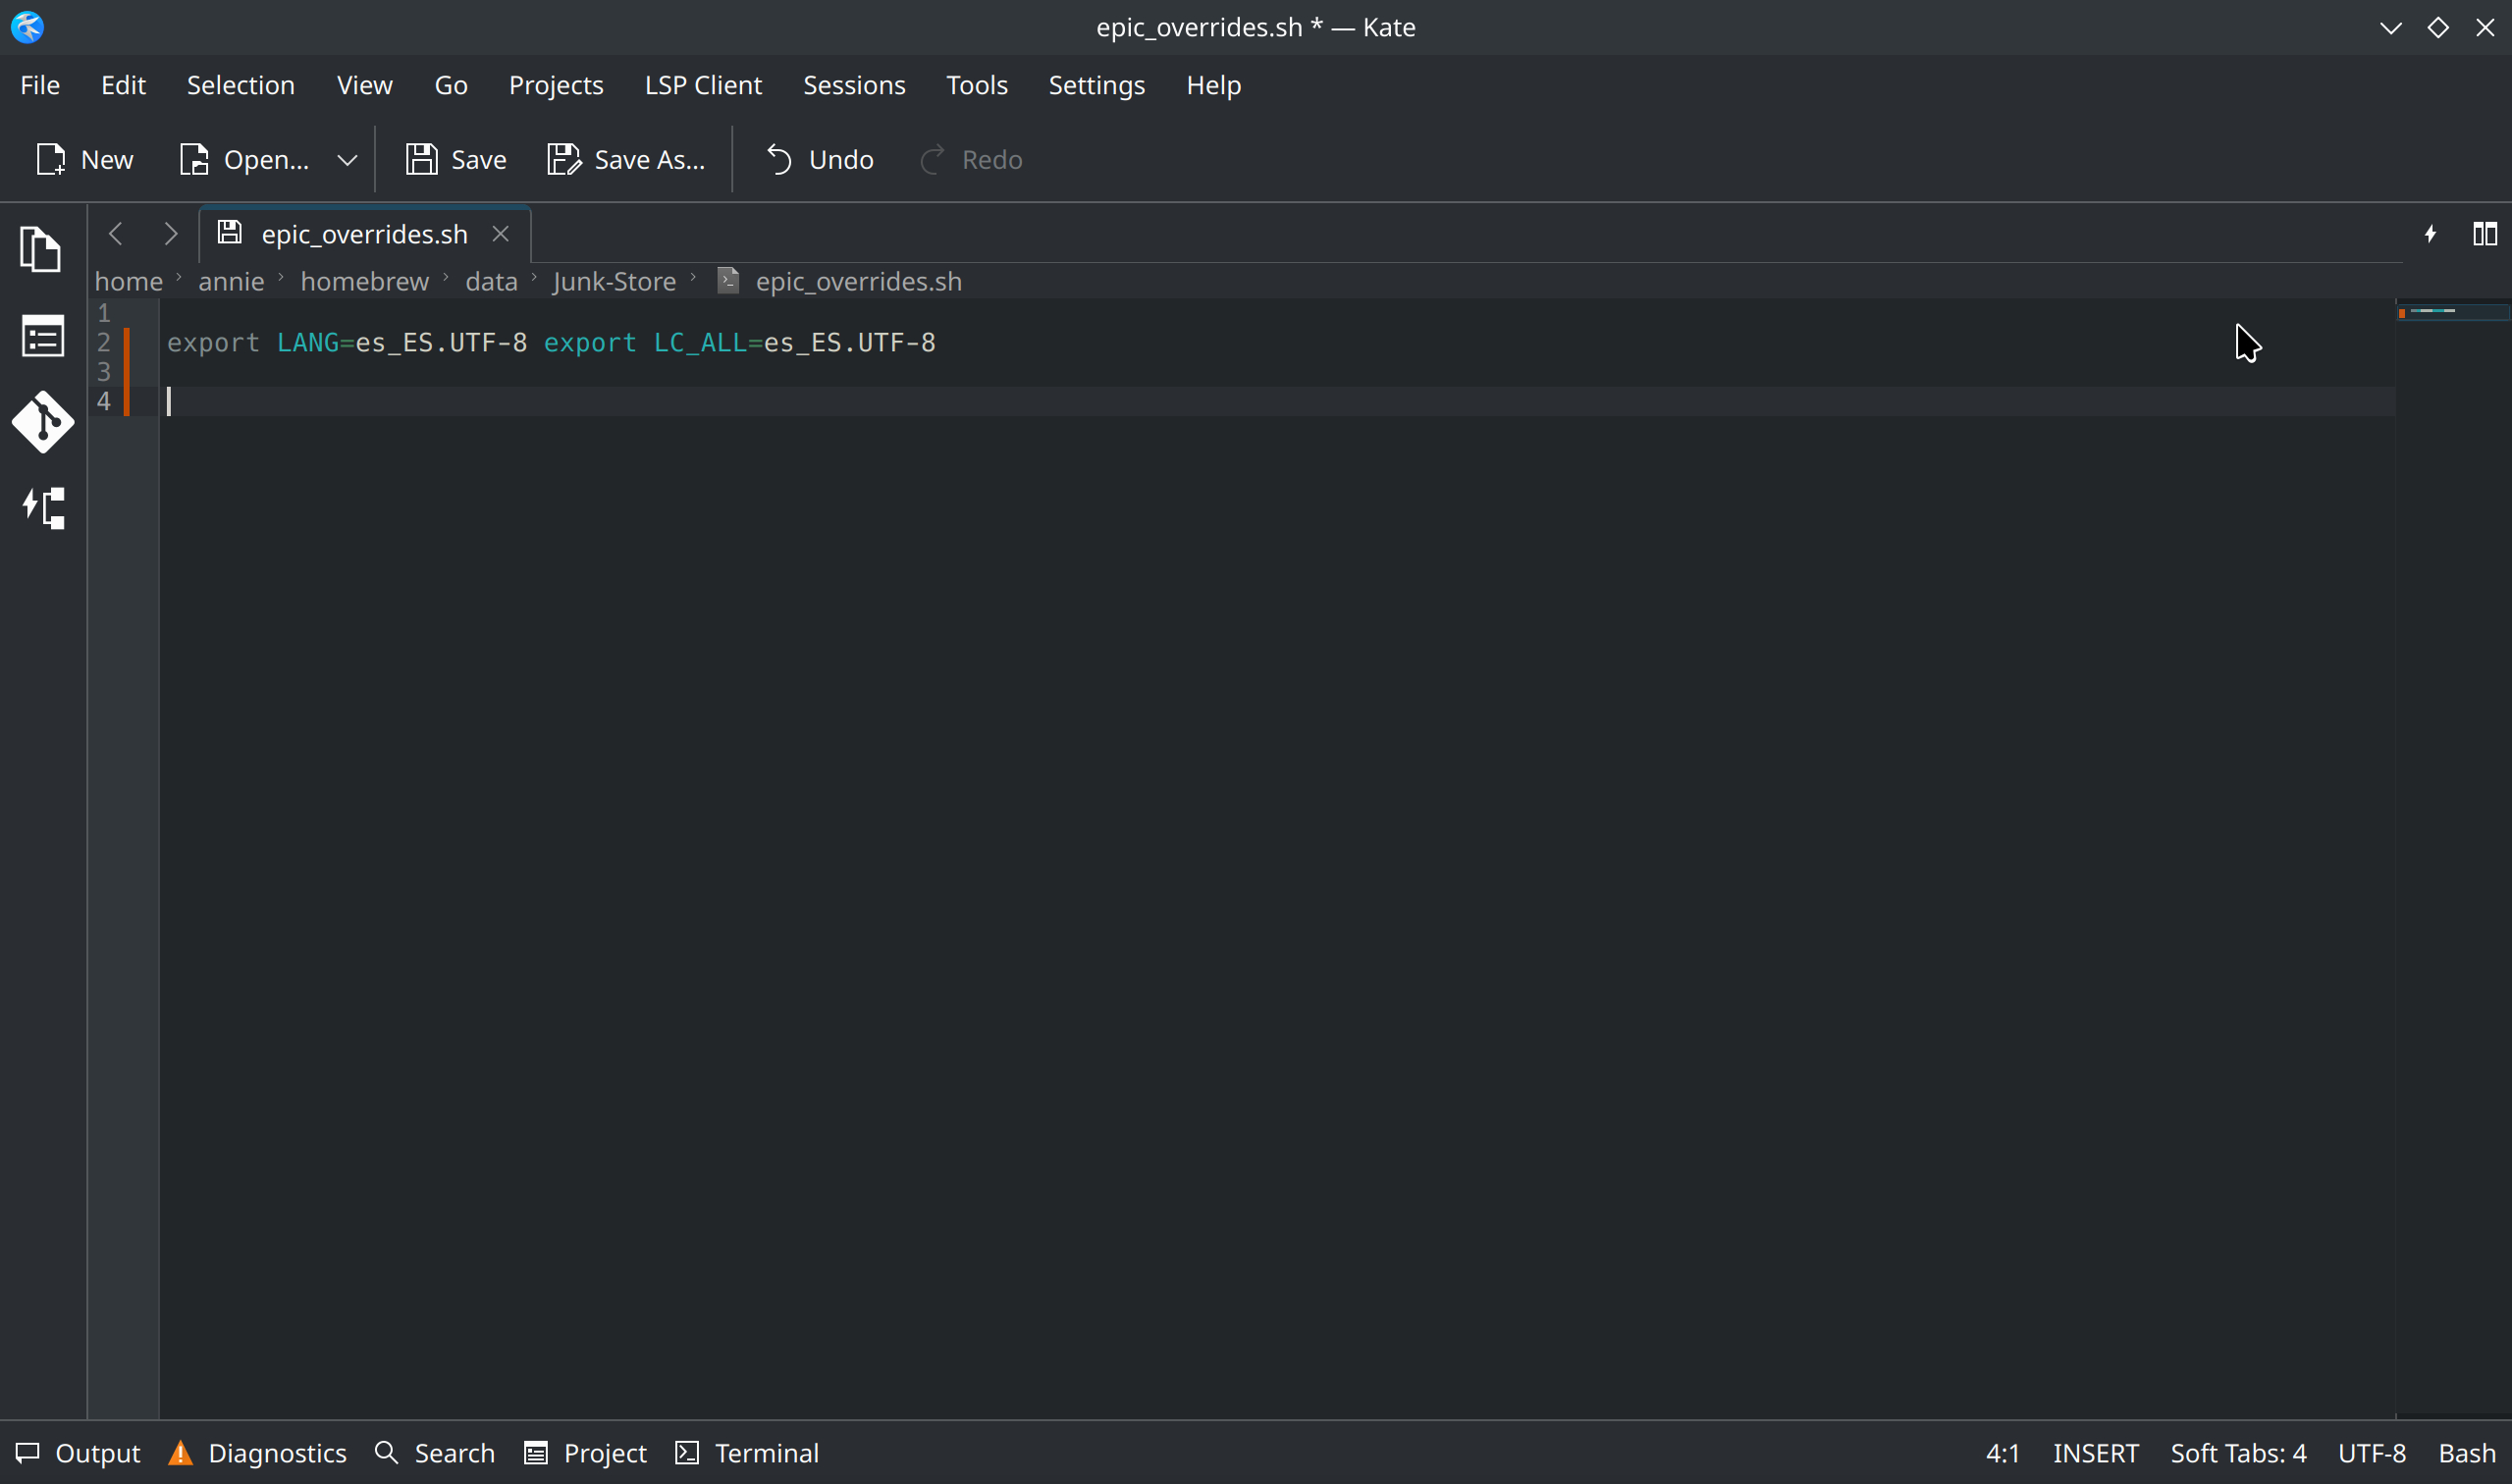 epic_overrides.sh * — Kate
File Edit Selection View Go Projects LSP Client Sessions Tools Settings Help
New Open... Save Save As... Undo Redo
epic_overrides.sh
home > annie > homebrew > data > Junk-Store > epic_overrides.sh
1
2 export LANG=es_ES.UTF-8 export LC_ALL=es_ES.UTF-8
3
4
Output Diagnostics Search Project Terminal 4:1 INSERT Soft Tabs: 4 UTF-8 Bash